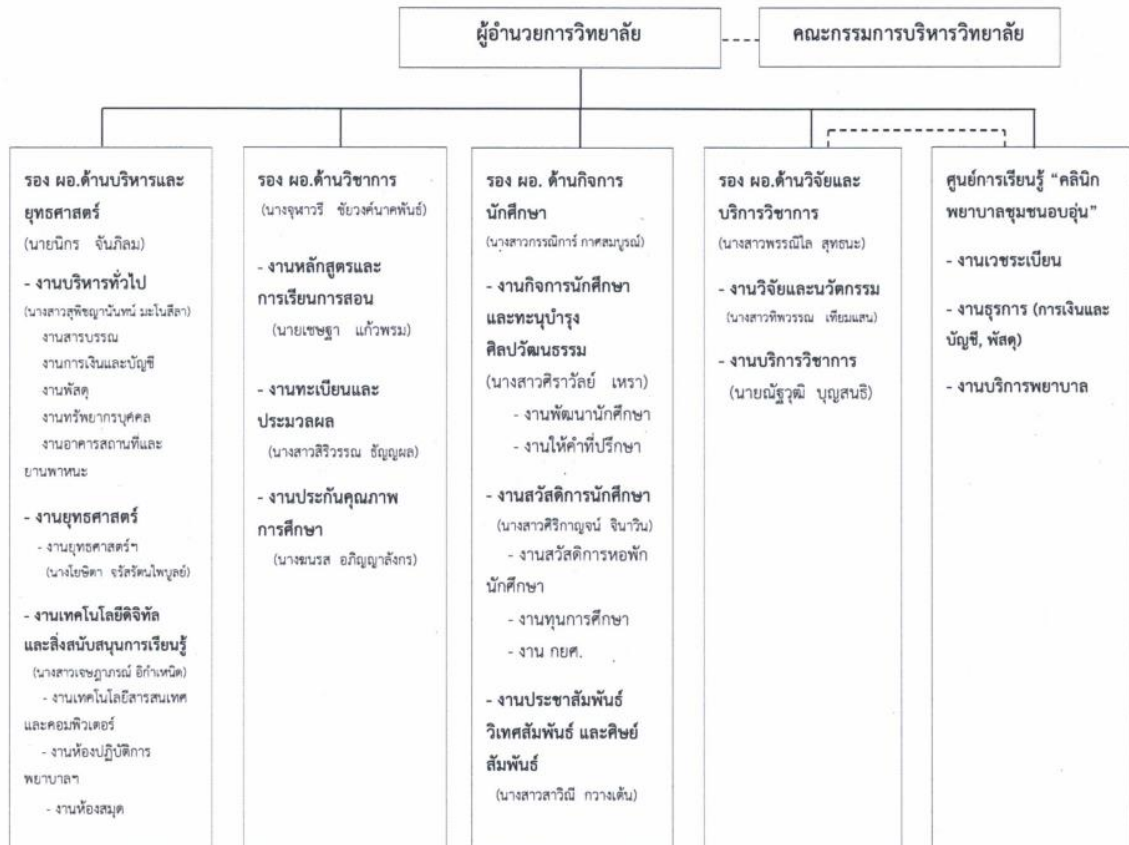 ผู้อำนวยการวิทยาลัย
คณะกรรมการบริหารวิทยาลัย
รอง ผอ.ด้านบริหารและ
ยุทธศาสตร์
(นายนิกร จันภิลม)
- งานบริหารทั่วไป
(นางสาวสุพิชญานันทน์ มะโนสีลา)
งานสารบรรณ
งานการเงินและบัญชี
งานพัสดุ
งานทรัพยากรบุคคล
งานอาคารสถานที่และ
ยานพาหนะ
- งานยุทธศาสตร์
- งานยุทธศาสตร์ฯ
(นางโยษิตา จรัสรัตนไพบูลย์)
- งานเทคโนโลยีดิจิทัล
และสิ่งสนับสนุนการเรียนรู้
(นางสาวเจษฎาภรณ์ อิกำเหนิด)
- งานเทคโนโลยีสารสนเทศ
และคอมพิวเตอร์
- งานห้องปฏิบัติการ
พยาบาลฯ
- งานห้องสมุด
รอง ผอ.ด้านวิชาการ
(นางจุฬาวรี ชัยวงค์นาคพันธ์)
- งานหลักสูตรและ
การเรียนการสอน
(นายเชษฐา แก้วพรม)
- งานทะเบียนและ
ประมวลผล
(นางสาวสิริวรรณ ธัญญผล)
- งานประกันคุณภาพ
การศึกษา
(นางฆนรส อภิญญาลังกร)
รอง ผอ. ด้านกิจการ
นักศึกษา
(นางสาวกรรณิการ์ กาศสมบูรณ์)
- งานกิจการนักศึกษา
และทะนุบำรุง
ศิลปวัฒนธรรม
(นางสาวศิราวัลย์ เหรา)
- งานพัฒนานักศึกษา
- งานให้คำที่ปรึกษา
- งานสวัสดิการนักศึกษา
(นางสาวศิริกาญจน์ จินาวิน)
- งานสวัสดิการหอพัก
นักศึกษา
- งานทุนการศึกษา
- งาน กยศ.
- งานประชาสัมพันธ์
วิเทศสัมพันธ์ และศิษย์
สัมพันธ์
(นางสาวสาวิณี กวางเต้น)
รอง ผอ.ด้านวิจัยและ
บริการวิชาการ
(นางสาวพรรณิไล สุทธนะ)
- งานวิจัยและนวัตกรรม
(นางสาวทิพวรรณ เทียมแสน)
- งานบริการวิชาการ
(นายณัฐวุฒิ บุญสนธิ)
ศูนย์การเรียนรู้ “คลินิก
พยาบาลชุมชนอบอุ่น”
- งานเวชระเบียน
- งานธุรการ (การเงินและ
บัญชี, พัสดุ)
- งานบริการพยาบาล